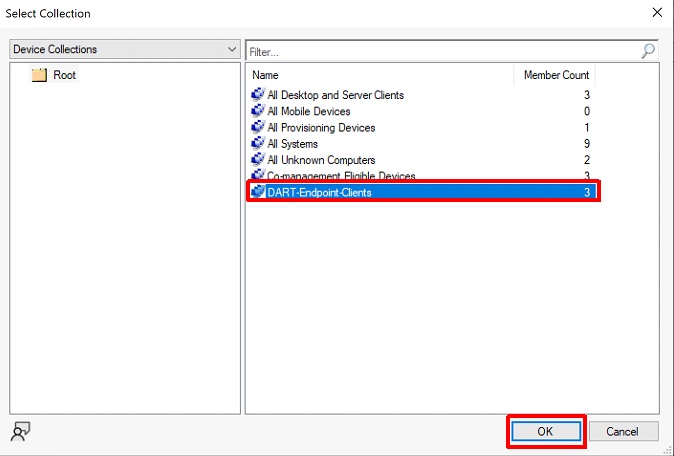 Select Collection
Device Collections
Filter...
Root
Name Member Count
All Desktop and Server Clients 3
All Mobile Devices 0
All Provisioning Devices 1
All Systems 9
All Unknown Computers 2
Co-management Eligible Devices 3
DART-Endpoint-Clients 3
OK Cancel